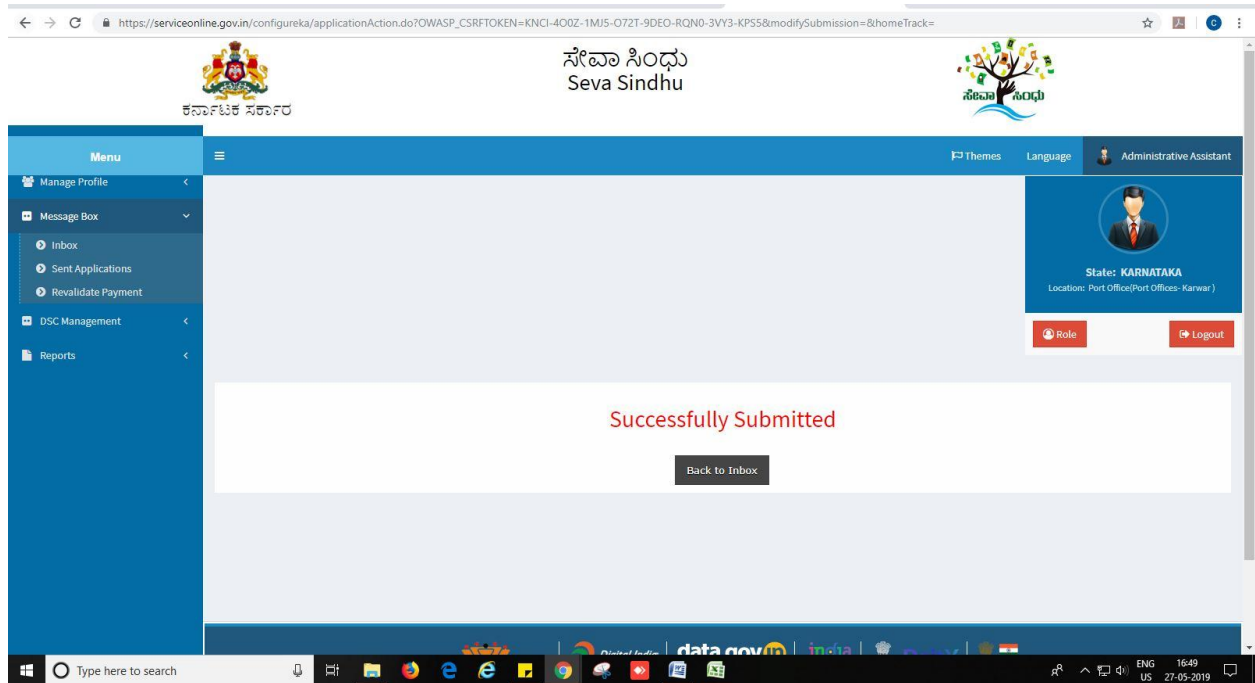 https://serviceonline.gov.in/configureka/applicationAction.do?OWASP_CSRFTOKEN=KNCI-4O0Z-1MJ5-O72T-9DEO-RQN0-3VY3-KPS5&modifySubmission=&homeTrack=
C
ಕರ್ನಾಟಕ ಸರ್ಕಾರ
ಸೇವಾ ಸಿಂಧು
Seva Sindhu
ಸೇವಾ ಸಿಂಧು
Menu
Themes Language Administrative Assistant
Manage Profile
Message Box
Inbox
Sent Applications
Revalidate Payment
DSC Management
Reports
State: KARNATAKA
Location: Port Office(Port Offices- Karwar )
Role Logout
Successfully Submitted
Back to Inbox
Digital India data.gov in india
Type here to search
ENG 16:49
US 27-05-2019